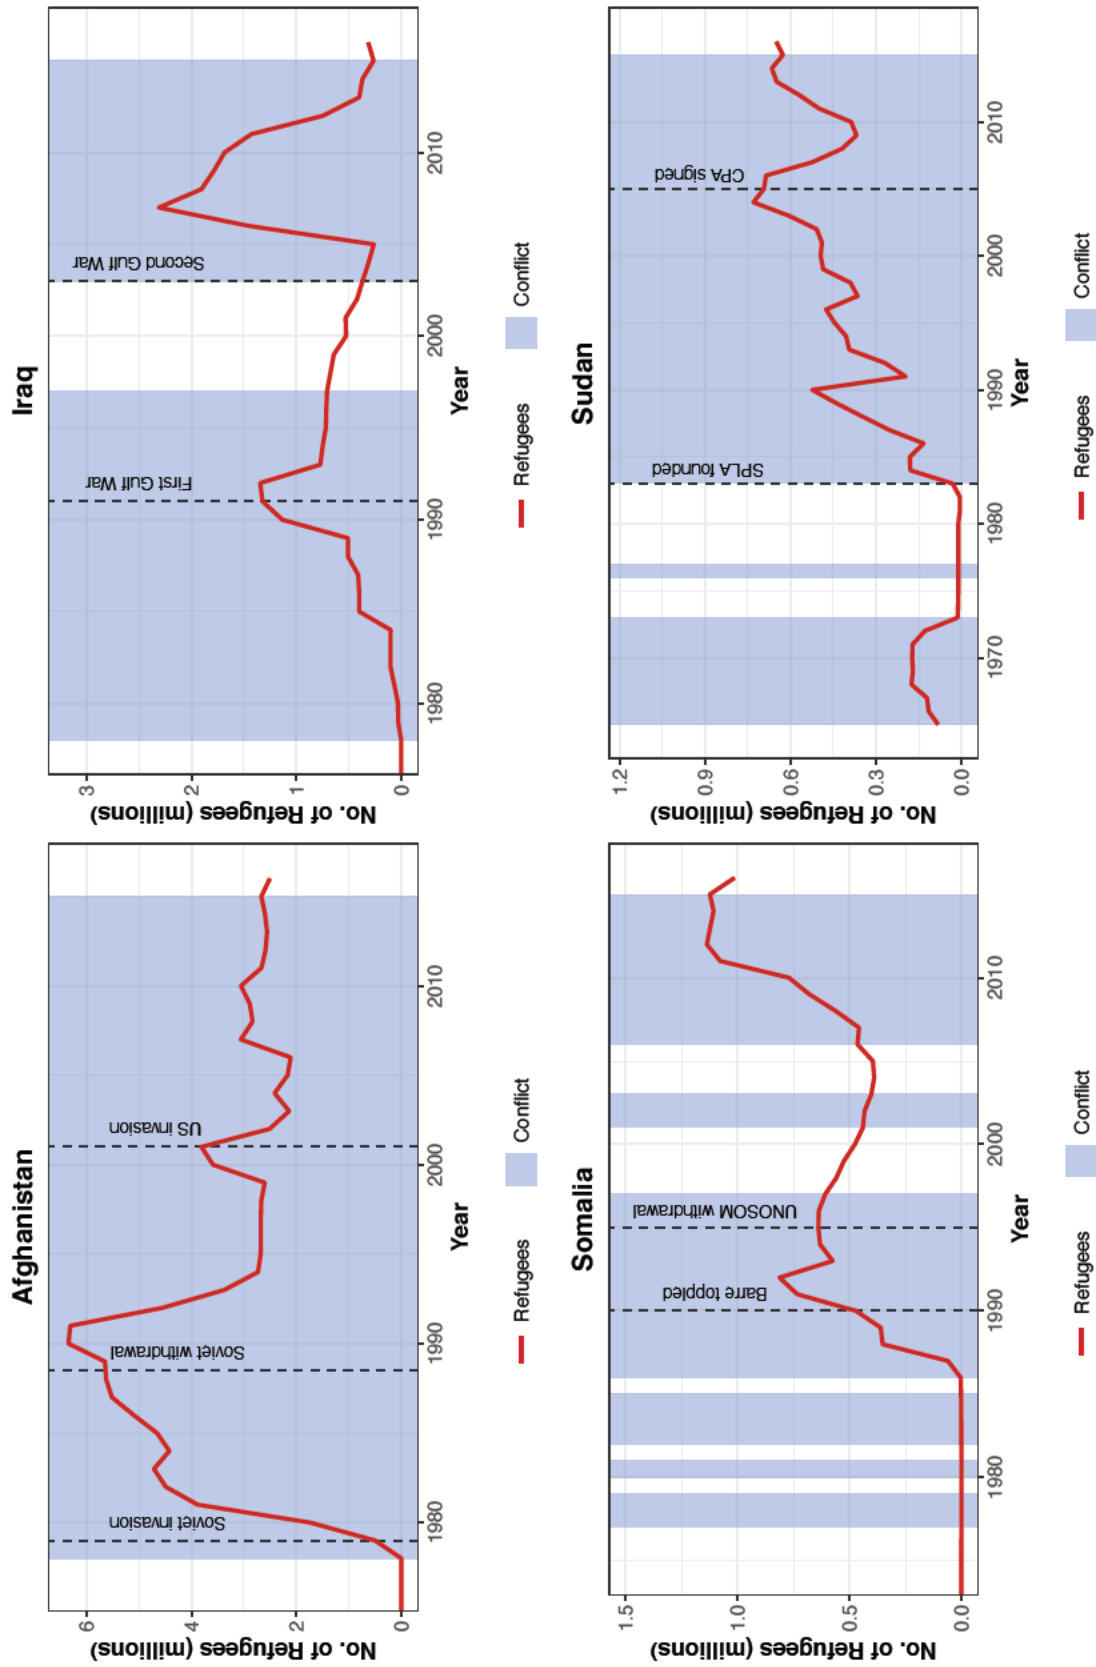 Afghanistan
No. of Refugees (millions)
6
4
2
0
Soviet invasion
Soviet withdrawal
US invasion
1980
1990
2000
2010
Year
Refugees
Conflict
Iraq
No. of Refugees (millions)
3
2
1
0
First Gulf War
Second Gulf War
1980
1990
2000
2010
Year
Refugees
Conflict
Somalia
No. of Refugees (millions)
1.5
1.0
0.5
0.0
Barre toppled
UNOSOM withdrawal
1980
1990
2000
2010
Year
Refugees
Conflict
Sudan
No. of Refugees (millions)
1.2
0.9
0.6
0.3
0.0
SPLA founded
CPA signed
1970
1980
1990
2000
2010
Year
Refugees
Conflict